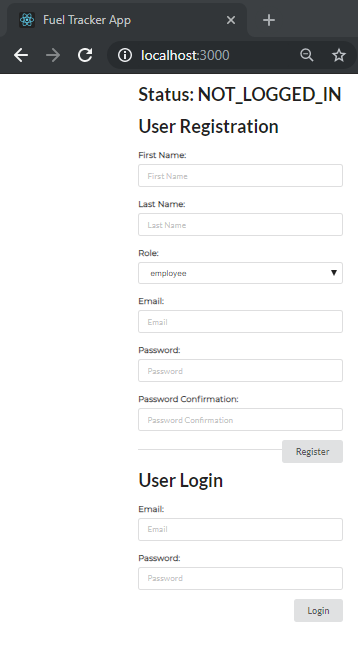 Fuel Tracker App
localhost:3000
Status: NOT_LOGGED_IN
User Registration
First Name:
First Name
Last Name:
Last Name
Role:
employee
Email:
Email
Password:
Password
Password Confirmation:
Password Confirmation
Register
User Login
Email:
Email
Password:
Password
Login